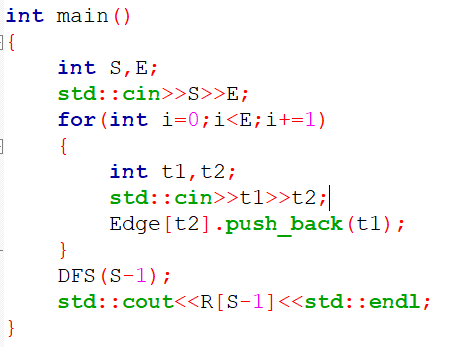 int main()
{
    int S,E;
    std::cin>>S>>E;
    for(int i=0;i<E;i+=1)
    {
        int t1,t2;
        std::cin>>t1>>t2;
        Edge[t2].push_back(t1);
    }
    DFS(S-1);
    std::cout<<R[S-1]<<std::endl;
}